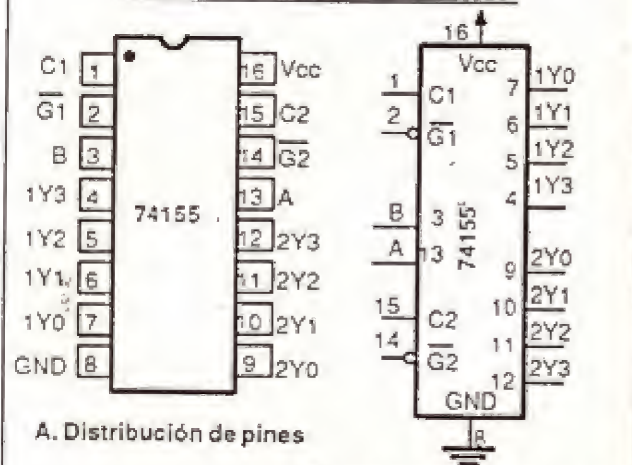 C1 1 16 Vcc
G1 2 15 C2
B 3 14 G2
1Y3 4 13 A
74155
1Y2 5 12 2Y3
1Y1 6 11 2Y2
1Y0 7 10 2Y1
GND 8 9 2Y0
A. Distribución de pines
16
Vcc
1 C1 7 1Y0
2 G1 6 1Y1
5 1Y2
4 1Y3
B 3
A 13
74155
9 2Y0
15 C2 10 2Y1
14 G2 11 2Y2
12 2Y3
GND
8